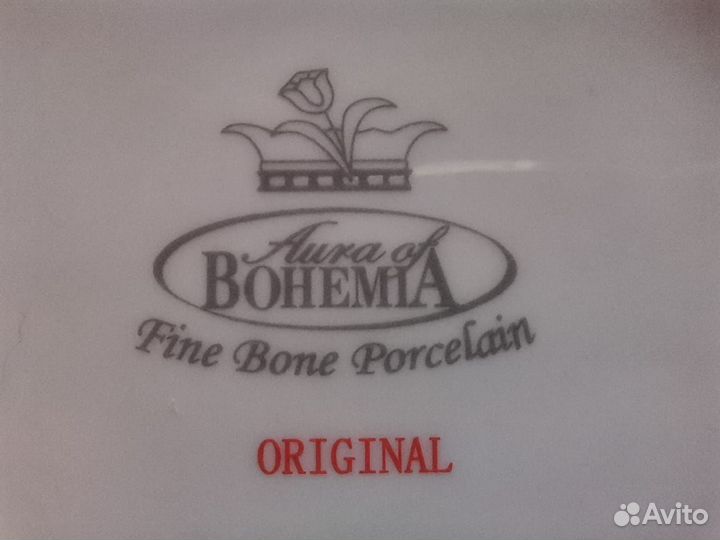 Aura of
BOHEMIA
Fine Bone Porcelain
ORIGINAL
Avito